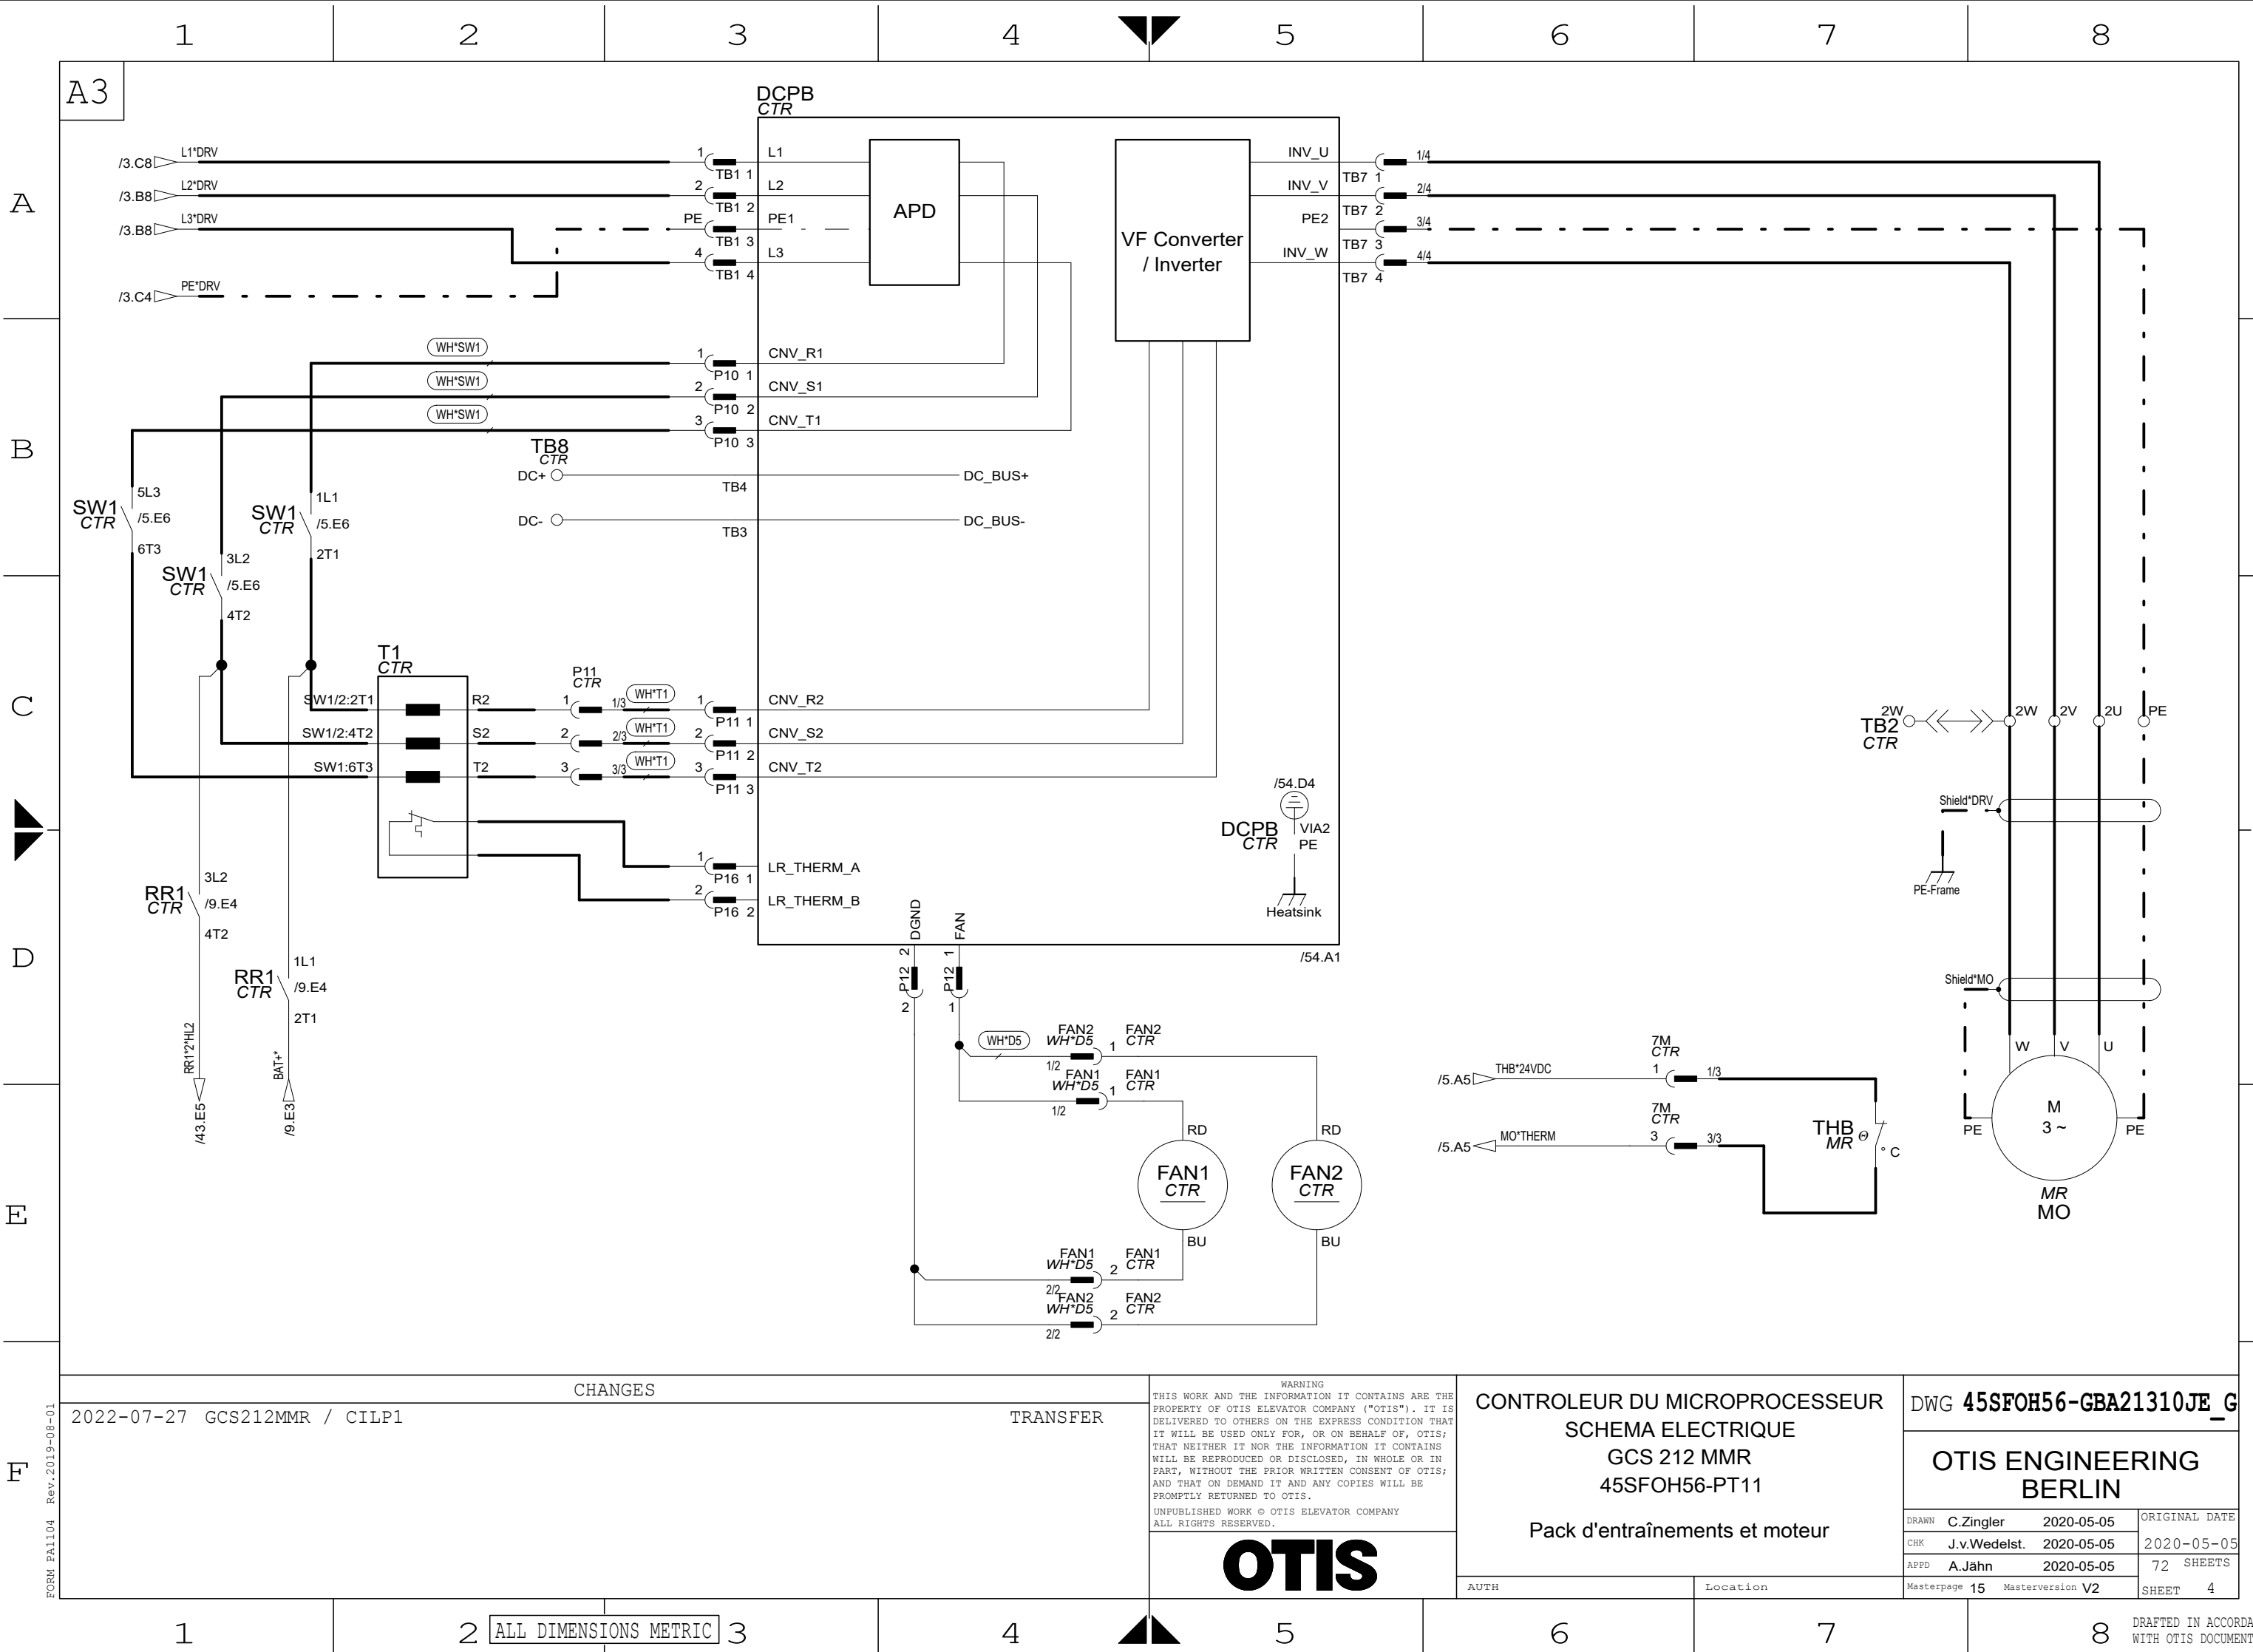 1 2 3 4 5 6 7 8
A3
A
B
C
D
E
F
DCPB
CTR
/3.C8 L1*DRV
/3.B8 L2*DRV
/3.B8 L3*DRV
/3.C4 PE*DRV
1 TB1 1 L1
2 TB1 2 L2
PE TB1 3 PE1
4 TB1 4 L3
APD
VF Converter
/ Inverter
INV_U TB7 1 1/4
INV_V TB7 2 2/4
PE2 TB7 3 3/4
INV_W TB7 4 4/4
WH*SW1 1 P10 1 CNV_R1
WH*SW1 2 P10 2 CNV_S1
WH*SW1 3 P10 3 CNV_T1
TB8
CTR
DC+ TB4 DC_BUS+
DC- TB3 DC_BUS-
SW1
CTR
5L3
/5.E6
6T3
SW1
CTR
1L1
/5.E6
2T1
SW1
CTR
3L2
/5.E6
4T2
T1
CTR
P11
CTR
SW1/2:2T1 R2 1 1/3 WH*T1 1 P11 1 CNV_R2
SW1/2:4T2 S2 2 2/3 WH*T1 2 P11 2 CNV_S2
SW1:6T3 T2 3 3/3 WH*T1 3 P11 3 CNV_T2
1 P16 1 LR_THERM_A
2 P16 2 LR_THERM_B
/54.D4
DCPB
CTR
VIA2
PE
Heatsink
/54.A1
2W
TB2
CTR
2W 2V 2U PE
Shield*DRV
PE-Frame
Shield*MO
W V U
M
3 ~
PE PE
MR
MO
RR1
CTR
3L2
/9.E4
4T2
RR1
CTR
1L1
/9.E4
2T1
RR1*2*HL2
/43.E5
BAT+*
/9.E3
DGND FAN
P12 2 P12 1
2 1
WH*D5
FAN2
WH*D5
1/2
1
FAN2
CTR
FAN1
WH*D5
1/2
1
FAN1
CTR
RD RD
FAN1
CTR
FAN2
CTR
BU BU
FAN1
WH*D5
2/2
2
FAN1
CTR
FAN2
WH*D5
2/2
2
FAN2
CTR
/5.A5 THB*24VDC
7M
CTR
1 1/3
/5.A5 MO*THERM
7M
CTR
3 3/3
THB
MR
Θ
° C
CHANGES
2022-07-27 GCS212MMR / CILP1 TRANSFER
FORM PA1104 Rev.2019-08-01
WARNING
THIS WORK AND THE INFORMATION IT CONTAINS ARE THE
PROPERTY OF OTIS ELEVATOR COMPANY ("OTIS"). IT IS
DELIVERED TO OTHERS ON THE EXPRESS CONDITION THAT
IT WILL BE USED ONLY FOR, OR ON BEHALF OF, OTIS;
THAT NEITHER IT NOR THE INFORMATION IT CONTAINS
WILL BE REPRODUCED OR DISCLOSED, IN WHOLE OR IN
PART, WITHOUT THE PRIOR WRITTEN CONSENT OF OTIS;
AND THAT ON DEMAND IT AND ANY COPIES WILL BE
PROMPTLY RETURNED TO OTIS.
UNPUBLISHED WORK © OTIS ELEVATOR COMPANY
ALL RIGHTS RESERVED.
OTIS
CONTROLEUR DU MICROPROCESSEUR
SCHEMA ELECTRIQUE
GCS 212 MMR
45SFOH56-PT11
Pack d'entraînements et moteur
AUTH Location
DWG 45SFOH56-GBA21310JE_G
OTIS ENGINEERING
BERLIN
DRAWN C.Zingler 2020-05-05 ORIGINAL DATE
CHK J.v.Wedelst. 2020-05-05 2020-05-05
APPD A.Jähn 2020-05-05 72 SHEETS
Masterpage 15 Masterversion V2 SHEET 4
1 2 ALL DIMENSIONS METRIC 3 4 5 6 7 8
DRAFTED IN ACCORDA
WITH OTIS DOCUMENT